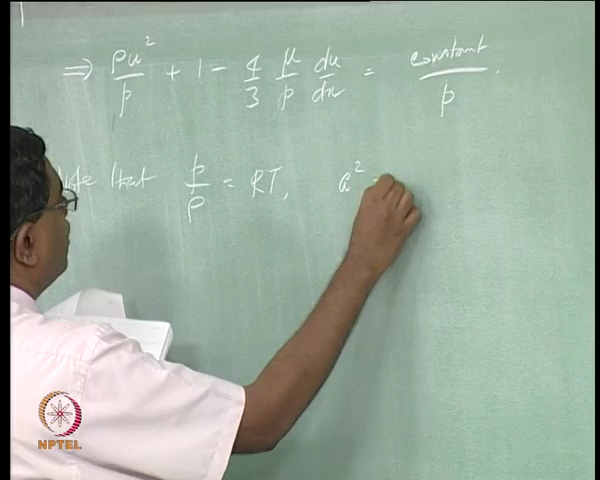 ⇒ ρu²/p + 1 - 4/3 μ/p du/dx = constant/p
that p/ρ = RT, a² =
NPTEL